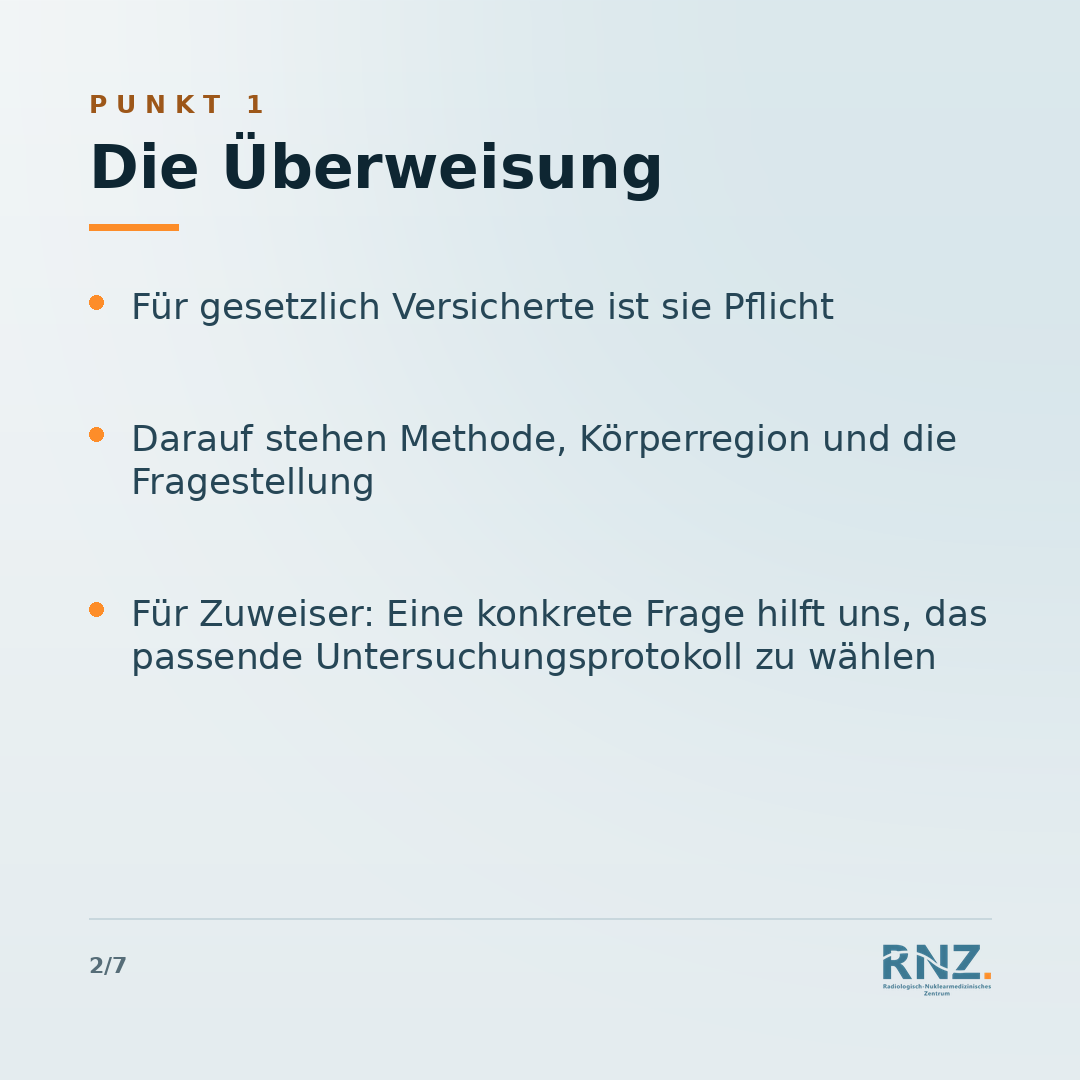 PUNKT 1
Die Überweisung
Für gesetzlich Versicherte ist sie Pflicht
Darauf stehen Methode, Körperregion und die
Fragestellung
Für Zuweiser: Eine konkrete Frage hilft uns, das
passende Untersuchungsprotokoll zu wählen
2/7
RNZ.
Radiologisch-Nuklearmedizinisches
Zentrum